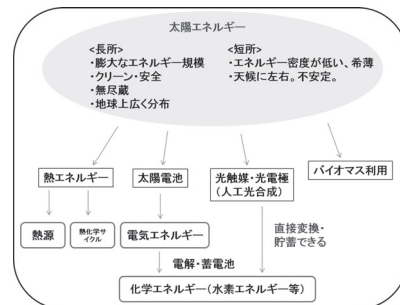 太陽エネルギー
<長所>
・膨大なエネルギー規模
・クリーン・安全
・無尽蔵
・地球上広く分布
<短所>
・エネルギー密度が低い、希薄
・天候に左右。不安定。
熱エネルギー
太陽電池
光触媒・光電極
(人工光合成)
バイオマス利用
熱源
熱化学サ
イクル
電気エネルギー
直接変換・
貯蓄できる
電解・蓄電池
化学エネルギー(水素エネルギー等)